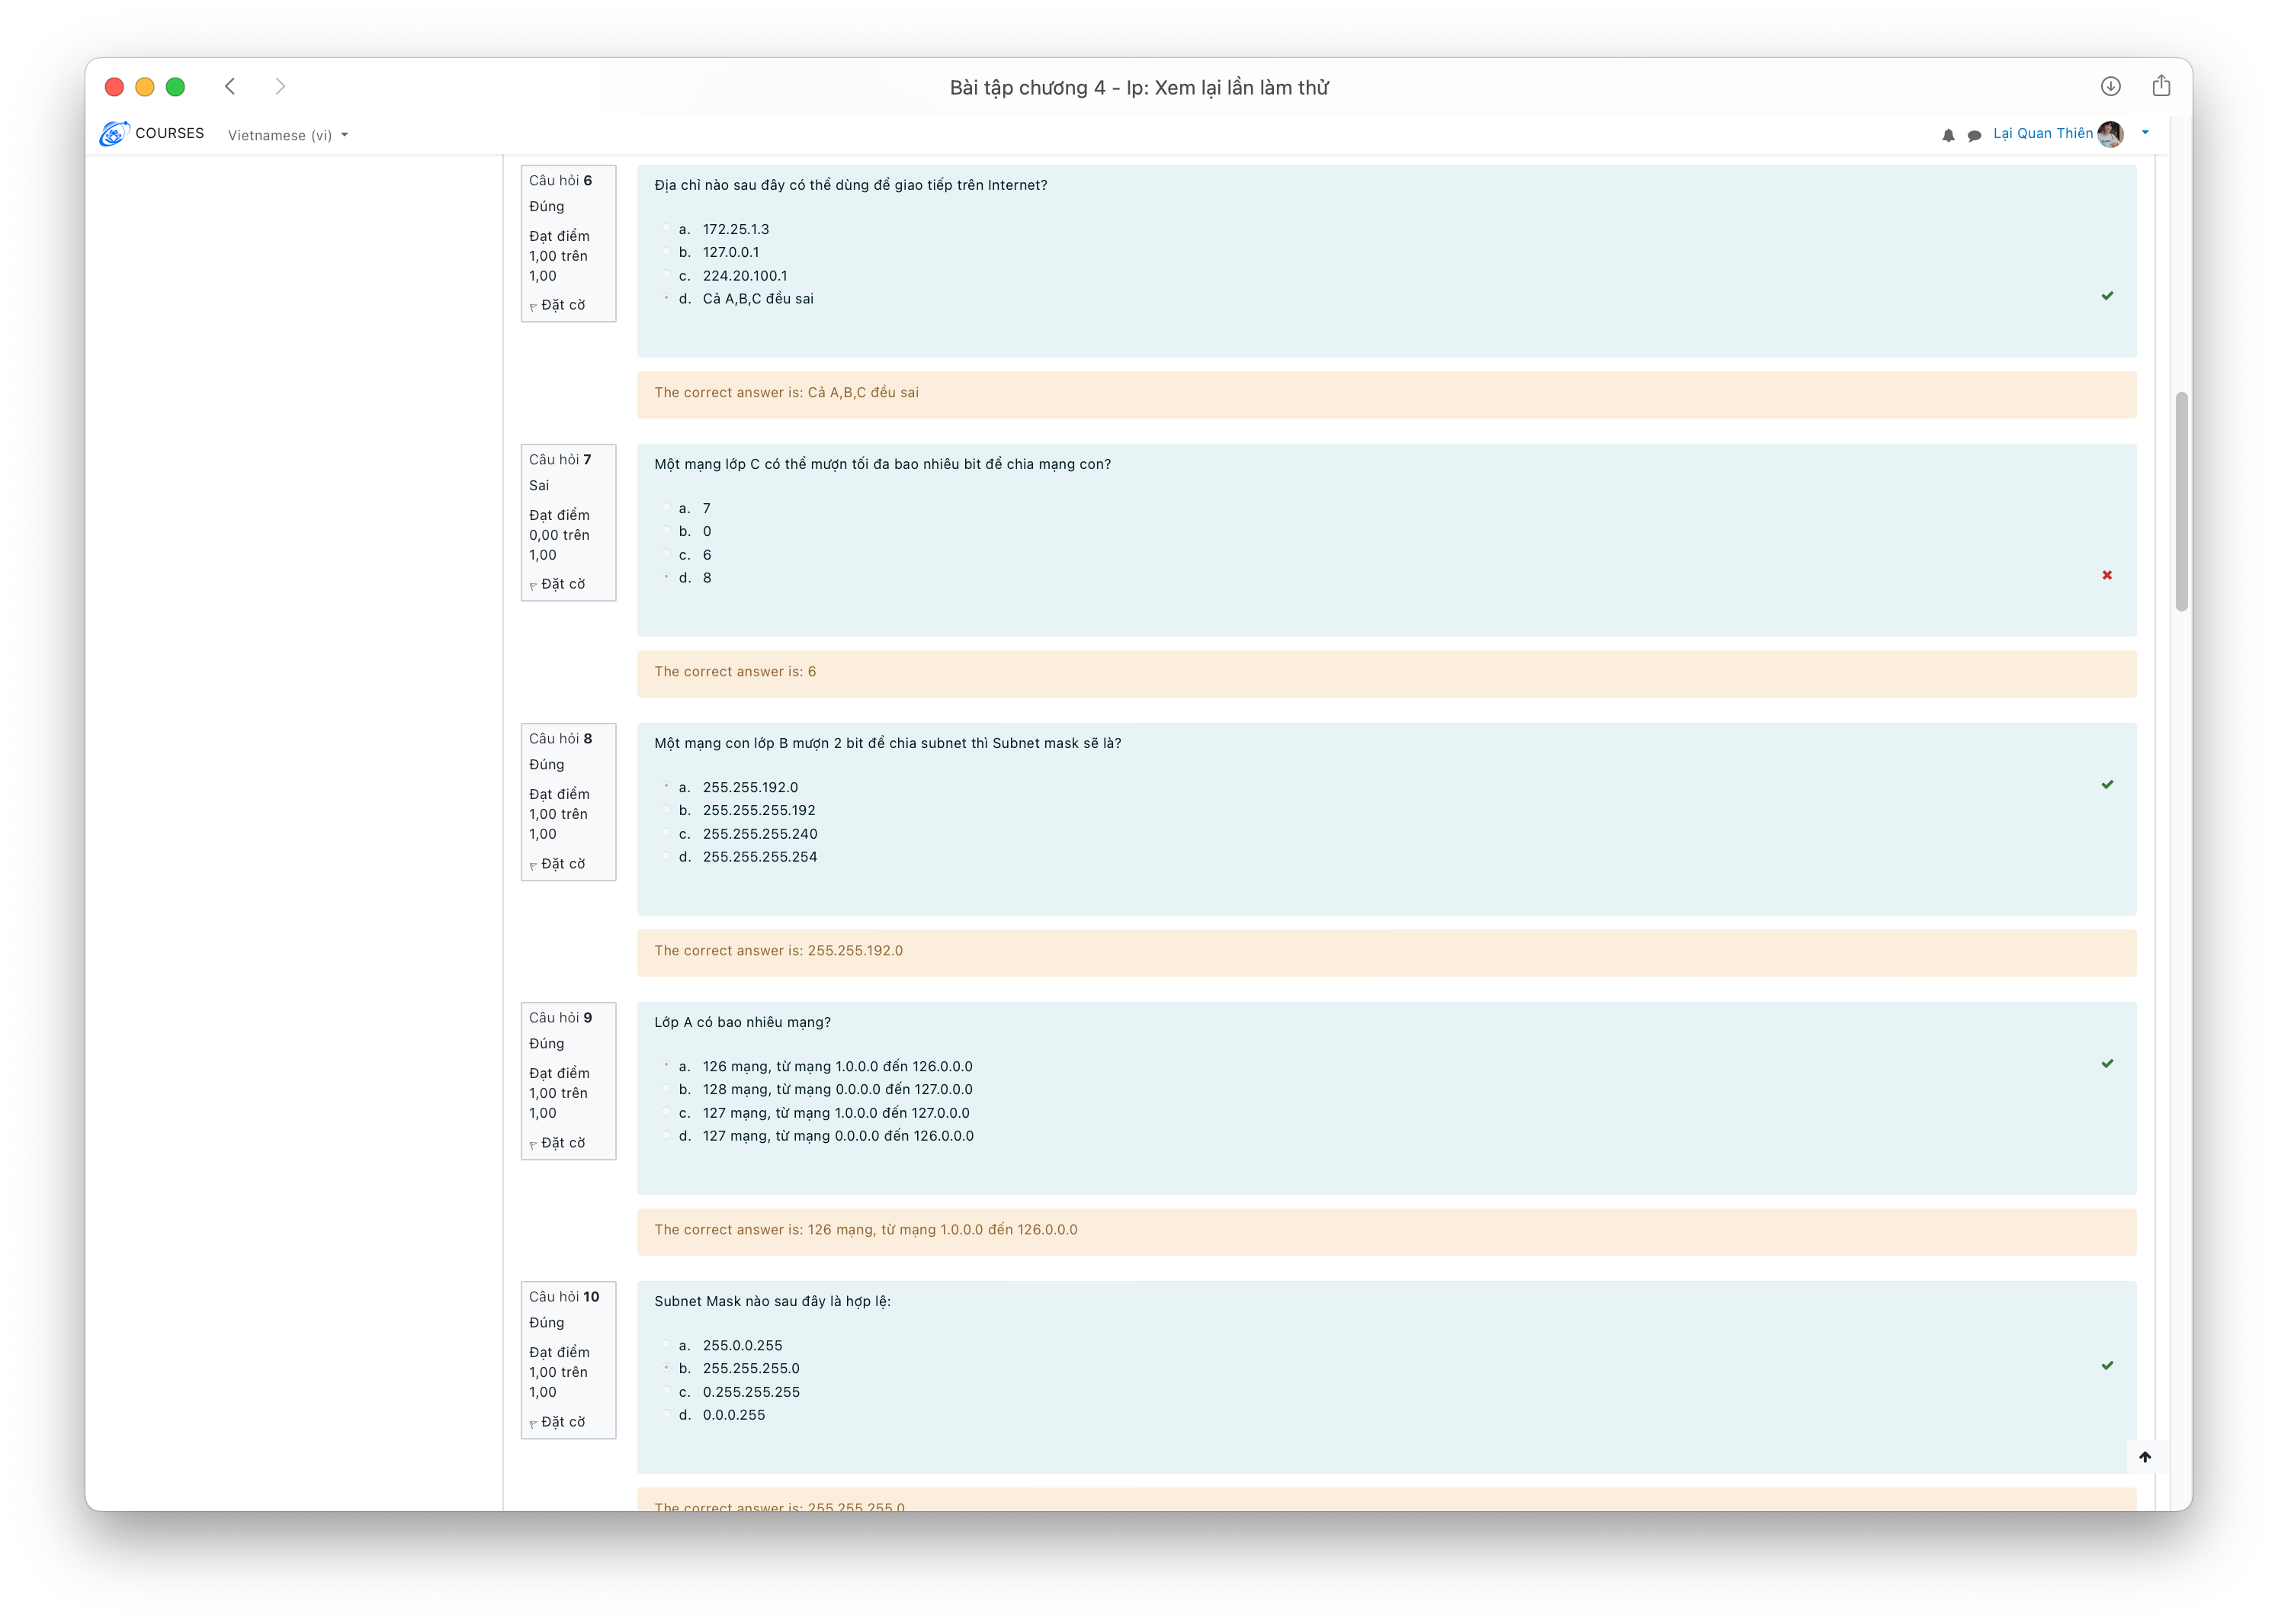 Bài tập chương 4 - Ip: Xem lại lần làm thử
COURSES
Vietnamese (vi)
Lại Quan Thiên
Câu hỏi 6
Đúng
Đạt điểm
1,00 trên
1,00
Đặt cờ
Địa chỉ nào sau đây có thể dùng để giao tiếp trên Internet?
a. 172.25.1.3
b. 127.0.0.1
c. 224.20.100.1
d. Cả A,B,C đều sai
The correct answer is: Cả A,B,C đều sai
Câu hỏi 7
Sai
Đạt điểm
0,00 trên
1,00
Đặt cờ
Một mạng lớp C có thể mượn tối đa bao nhiêu bit để chia mạng con?
a. 7
b. 0
c. 6
d. 8
The correct answer is: 6
Câu hỏi 8
Đúng
Đạt điểm
1,00 trên
1,00
Đặt cờ
Một mạng con lớp B mượn 2 bit để chia subnet thì Subnet mask sẽ là?
a. 255.255.192.0
b. 255.255.255.192
c. 255.255.255.240
d. 255.255.255.254
The correct answer is: 255.255.192.0
Câu hỏi 9
Đúng
Đạt điểm
1,00 trên
1,00
Đặt cờ
Lớp A có bao nhiêu mạng?
a. 126 mạng, từ mạng 1.0.0.0 đến 126.0.0.0
b. 128 mạng, từ mạng 0.0.0.0 đến 127.0.0.0
c. 127 mạng, từ mạng 1.0.0.0 đến 127.0.0.0
d. 127 mạng, từ mạng 0.0.0.0 đến 126.0.0.0
The correct answer is: 126 mạng, từ mạng 1.0.0.0 đến 126.0.0.0
Câu hỏi 10
Đúng
Đạt điểm
1,00 trên
1,00
Đặt cờ
Subnet Mask nào sau đây là hợp lệ:
a. 255.0.0.255
b. 255.255.255.0
c. 0.255.255.255
d. 0.0.0.255
The correct answer is: 255.255.255.0